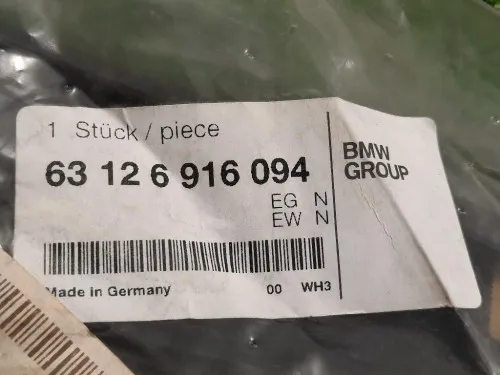 1 Stück / piece
63 12 6 916 094
EG N
EW N
BMW
GROUP
Made in Germany 00 WH3